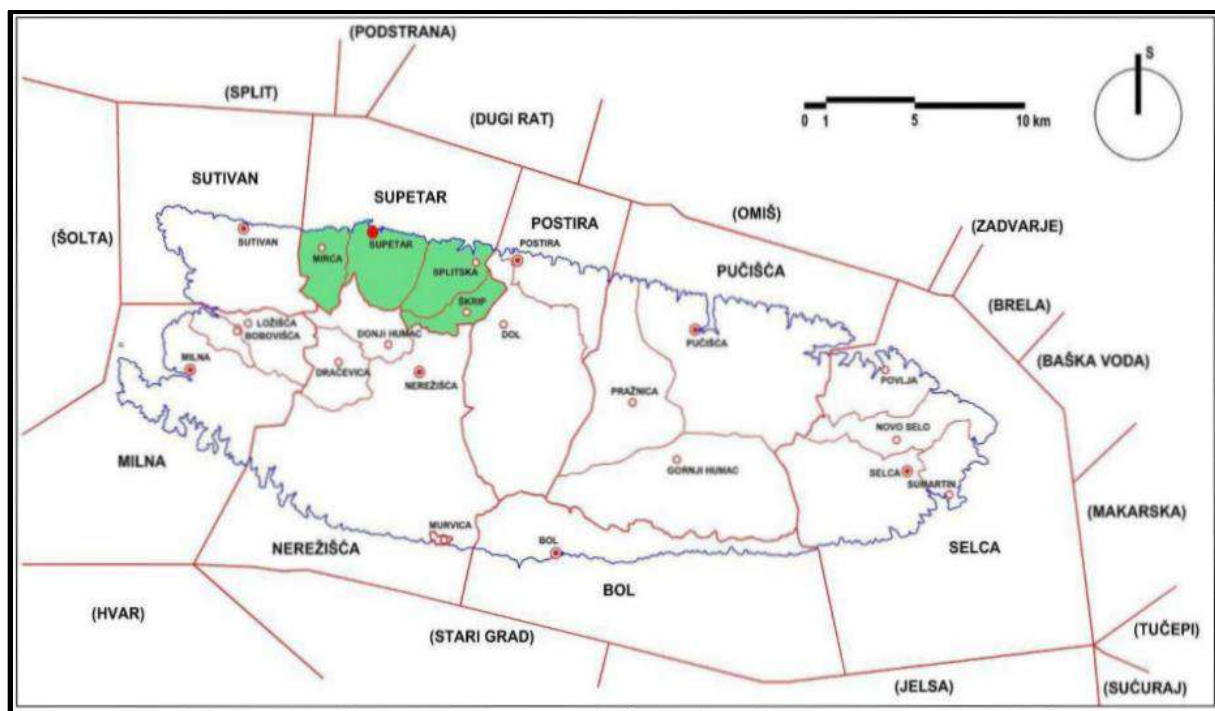 (PODSTRANA)
S
(SPLIT)
(DUGI RAT)
0 1 5 10 km
SUTIVAN
SUPETAR
POSTIRA
(OMIŠ)
(ZADVARJE)
(ŠOLTA)
SUTIVAN
MIRCA
SUPETAR
SPLITSKA
POSTIRA
PUČIŠĆA
(BRELA)
ŠKRIP
LOŽIŠĆA
BOBOVIŠĆA
DONJI HUMAC
DOL
PUČIŠĆA
(BAŠKA VODA)
MILNA
DRAČEVICA
NEREŽIŠĆA
POVLJA
PRAŽNICA
NOVO SELO
MILNA
GORNJI HUMAC
SELCA
SUMARTIN
(MAKARSKA)
MURVICA
BOL
NEREŽIŠĆA
SELCA
BOL
(HVAR)
(STARI GRAD)
(TUČEPI)
(JELSA)
(SUĆURAJ)